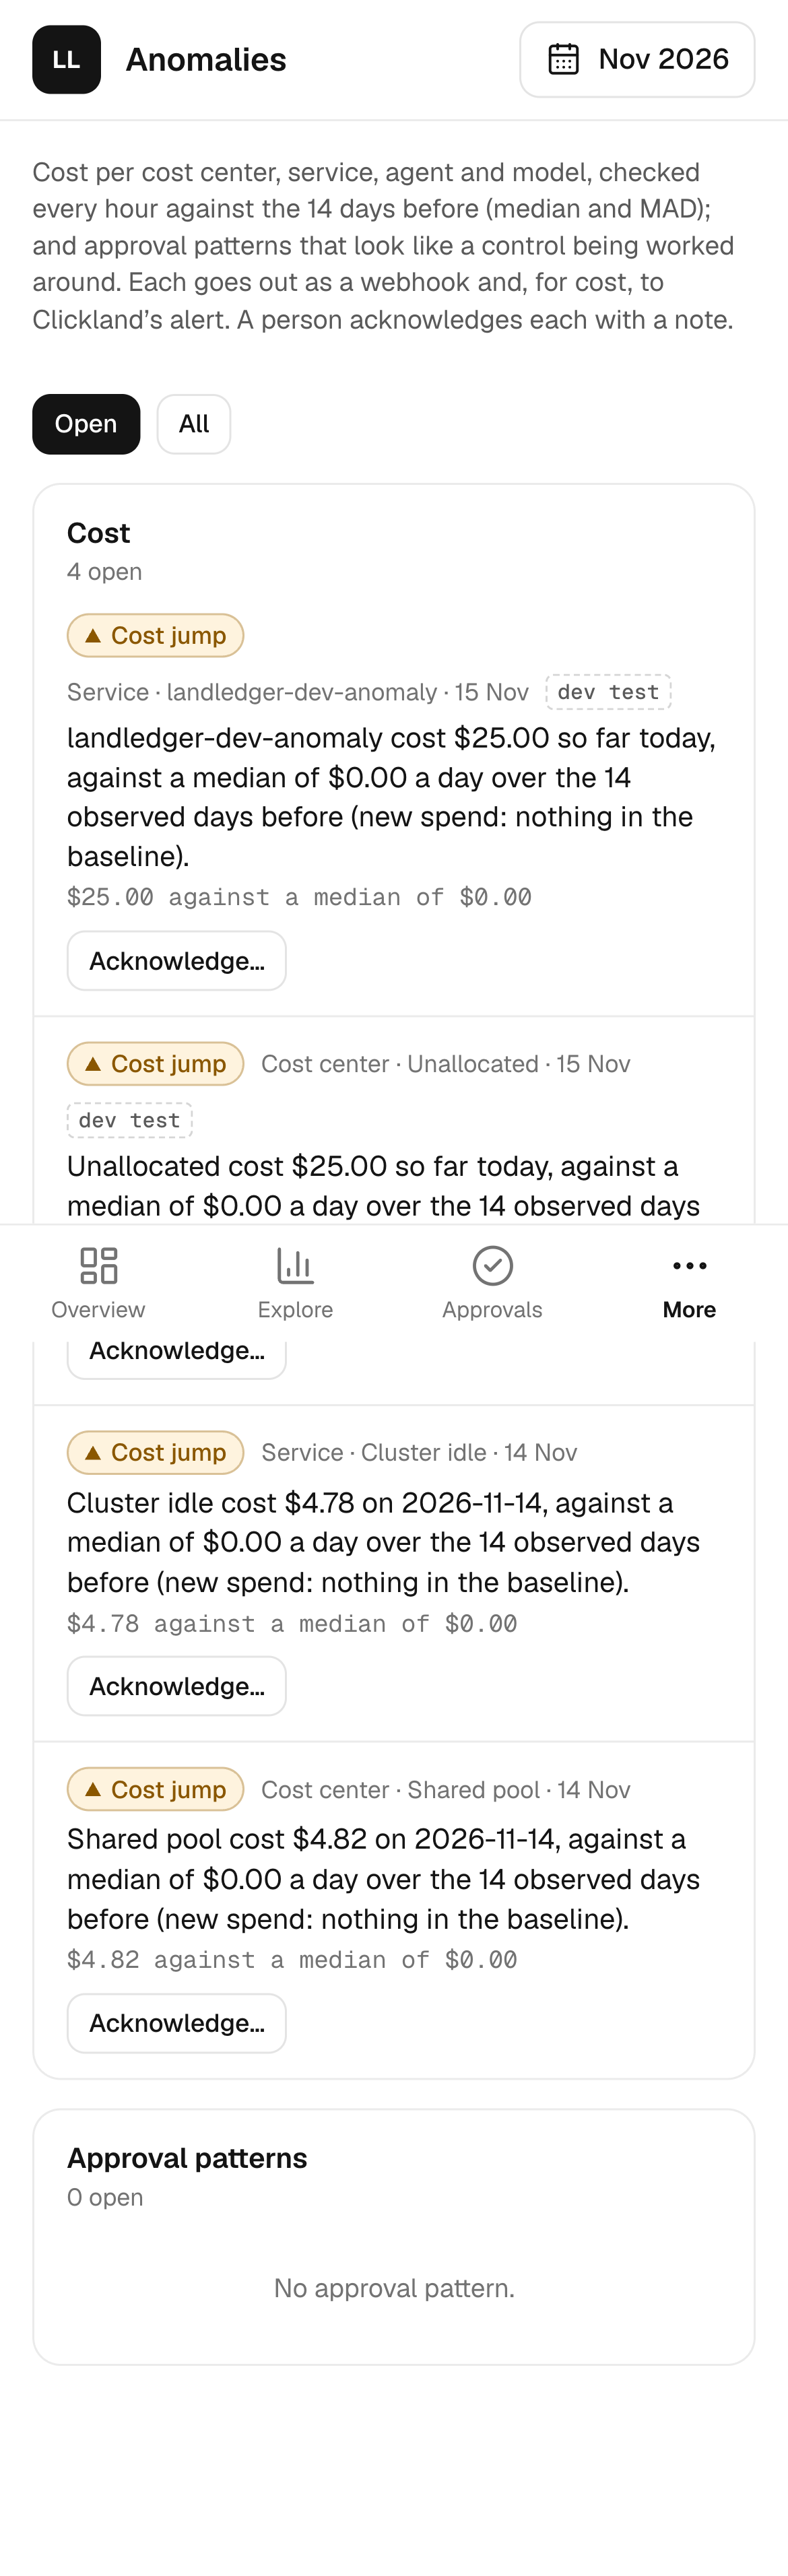 LL
Anomalies
Nov 2026
Cost per cost center, service, agent and model, checked
every hour against the 14 days before (median and MAD);
and approval patterns that look like a control being worked
around. Each goes out as a webhook and, for cost, to
Clickland’s alert. A person acknowledges each with a note.
Open
All
Cost
4 open
▲ Cost jump
Service · landledger-dev-anomaly · 15 Nov dev test
landledger-dev-anomaly cost $25.00 so far today,
against a median of $0.00 a day over the 14
observed days before (new spend: nothing in the
baseline).
$25.00 against a median of $0.00
Acknowledge…
▲ Cost jump Cost center · Unallocated · 15 Nov
dev test
Unallocated cost $25.00 so far today, against a
median of $0.00 a day over the 14 observed days
Overview
Explore
Approvals
More
Acknowledge…
▲ Cost jump Service · Cluster idle · 14 Nov
Cluster idle cost $4.78 on 2026-11-14, against a
median of $0.00 a day over the 14 observed days
before (new spend: nothing in the baseline).
$4.78 against a median of $0.00
Acknowledge…
▲ Cost jump Cost center · Shared pool · 14 Nov
Shared pool cost $4.82 on 2026-11-14, against a
median of $0.00 a day over the 14 observed days
before (new spend: nothing in the baseline).
$4.82 against a median of $0.00
Acknowledge…
Approval patterns
0 open
No approval pattern.